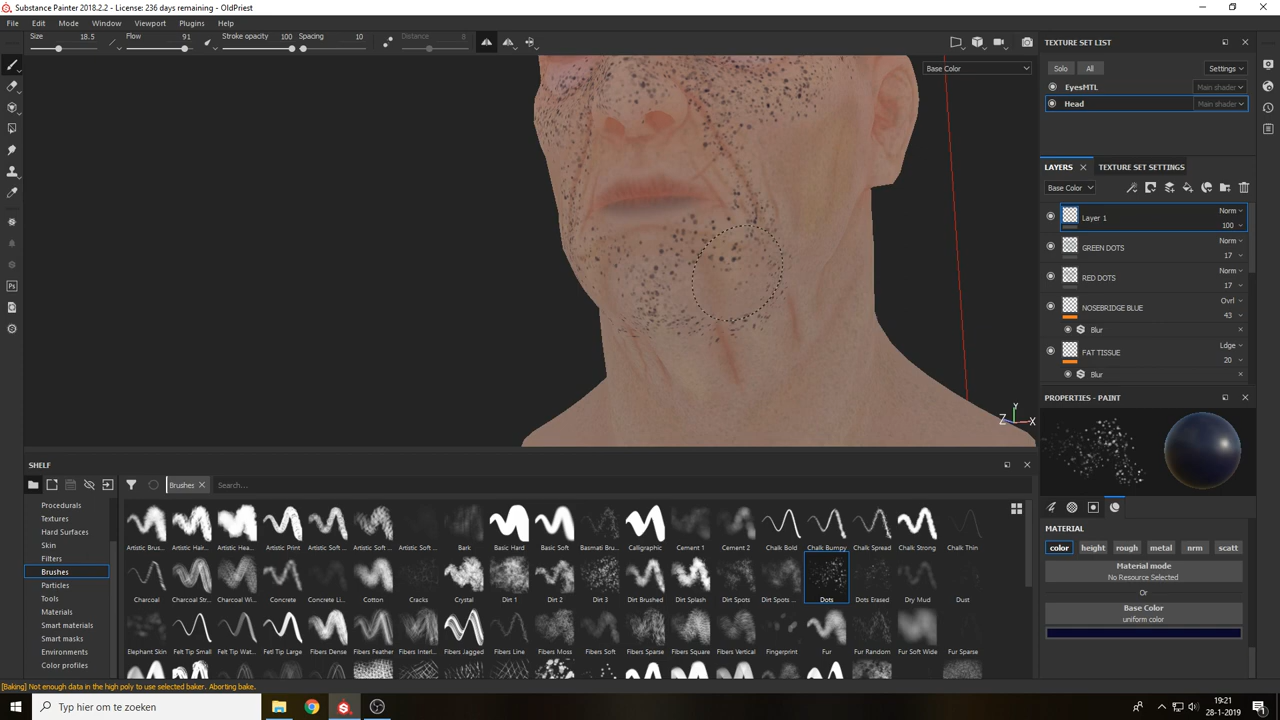 Substance Painter 2018.2.2 - License: 236 days remaining - OldPriest
File Edit Mode Window Viewport Plugins Help
Size 18.5 Flow 91 Stroke opacity 100 Spacing 10 Distance 8
Base Color
TEXTURE SET LIST
Solo All Settings
EyesMTL Main shader
Head Main shader
LAYERS TEXTURE SET SETTINGS
Base Color
Layer 1 Norm 100
GREEN DOTS Norm 17
RED DOTS Norm 17
NOSEBRIDGE BLUE Ovrl 43
Blur
FAT TISSUE Ldge 20
Blur
PROPERTIES - PAINT
MATERIAL
color height rough metal nrm scatt
Material mode
No Resource Selected
Or
Base Color
uniform color
Y
Z X
SHELF
Brushes Search...
Procedurals
Textures
Hard Surfaces
Skin
Filters
Brushes
Particles
Tools
Materials
Smart materials
Smart masks
Environments
Color profiles
Artistic Brus... Artistic Hair... Artistic Hea... Artistic Print Artistic Soft ... Artistic Soft ... Artistic Soft ... Bark Basic Hard Basic Soft Basmati Bru... Calligraphic Cement 1 Cement 2 Chalk Bold Chalk Bumpy Chalk Spread Chalk Strong Chalk Thin
Charcoal Charcoal Str... Charcoal Wi... Concrete Concrete Li... Cotton Cracks Crystal Dirt 1 Dirt 2 Dirt 3 Dirt Brushed Dirt Splash Dirt Spots Dirt Spots ... Dots Dots Erased Dry Mud Dust
Elephant Skin Felt Tip Small Felt Tip Wat... Felt Tip Large Fibers Dense Fibers Feather Fibers Interl... Fibers Jagged Fibers Line Fibers Moss Fibers Soft Fibers Sparse Fibers Square Fibers Vertical Fingerprint Fur Fur Random Fur Soft Wide Fur Sparse
[Baking] Not enough data in the high poly to use selected baker. Aborting bake.
Typ hier om te zoeken
19:21
28-1-2019